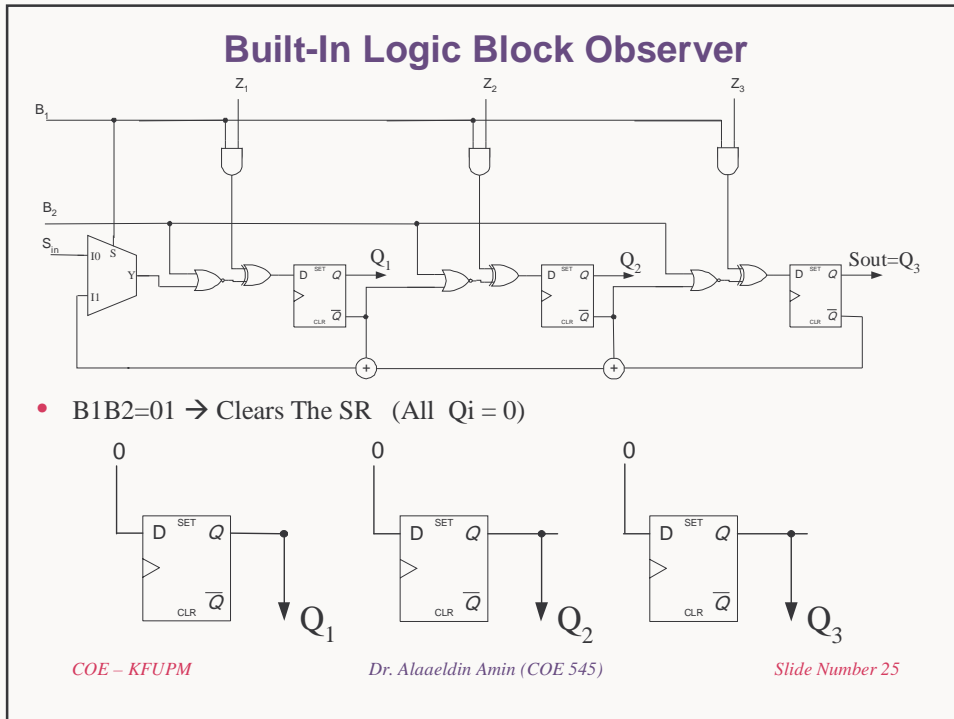 Built-In Logic Block Observer
Z1 Z2 Z3
B1
B2
Sin
I0 S
Y
I1
D SET Q
CLR Q̅
Q1
D SET Q
CLR Q̅
Q2
D SET Q
CLR Q̅
Sout=Q3
+ +
• B1B2=01 → Clears The SR (All Qi = 0)
0 0 0
D SET Q
CLR Q̅
Q1
D SET Q
CLR Q̅
Q2
D SET Q
CLR Q̅
Q3
COE – KFUPM Dr. Alaaeldin Amin (COE 545) Slide Number 25